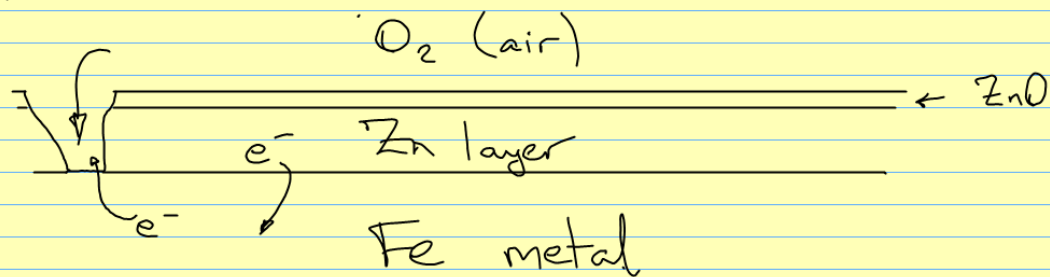 O₂ (air)
← ZnO
e⁻ Zn layer
e⁻
Fe metal